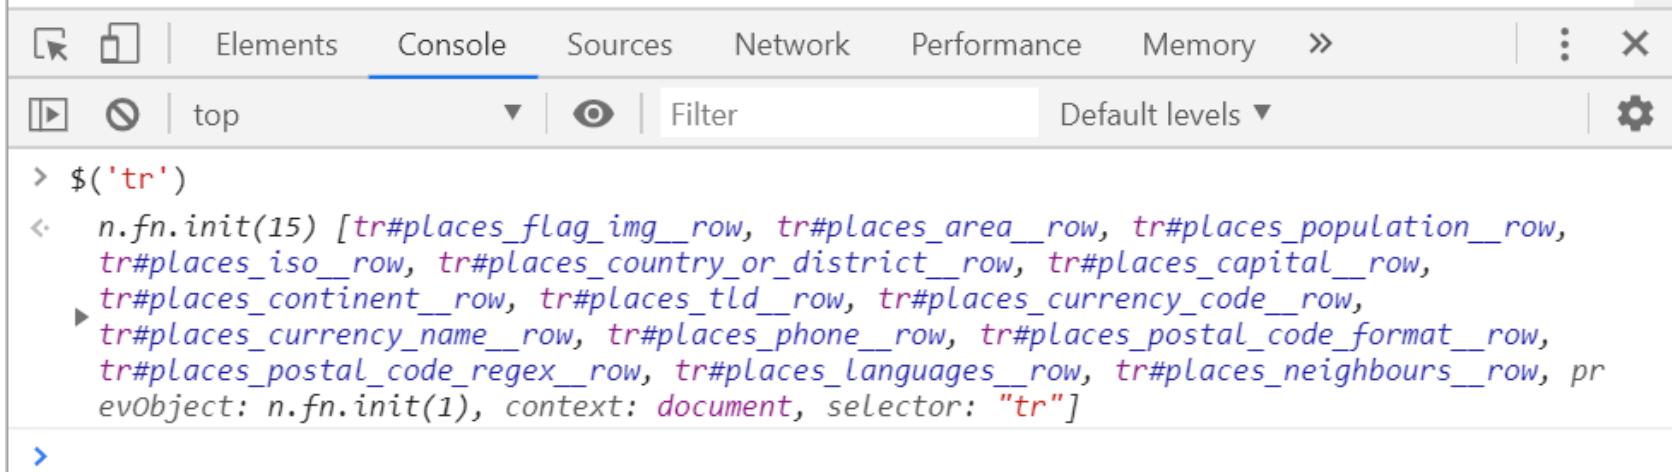 Elements Console Sources Network Performance Memory »
top ▼ Filter Default levels ▼
> $('tr')
n.fn.init(15) [tr#places_flag_img__row, tr#places_area__row, tr#places_population__row,
tr#places_iso__row, tr#places_country_or_district__row, tr#places_capital__row,
tr#places_continent__row, tr#places_tld__row, tr#places_currency_code__row,
tr#places_currency_name__row, tr#places_phone__row, tr#places_postal_code_format__row,
tr#places_postal_code_regex__row, tr#places_languages__row, tr#places_neighbours__row, pr
evObject: n.fn.init(1), context: document, selector: "tr"]
>